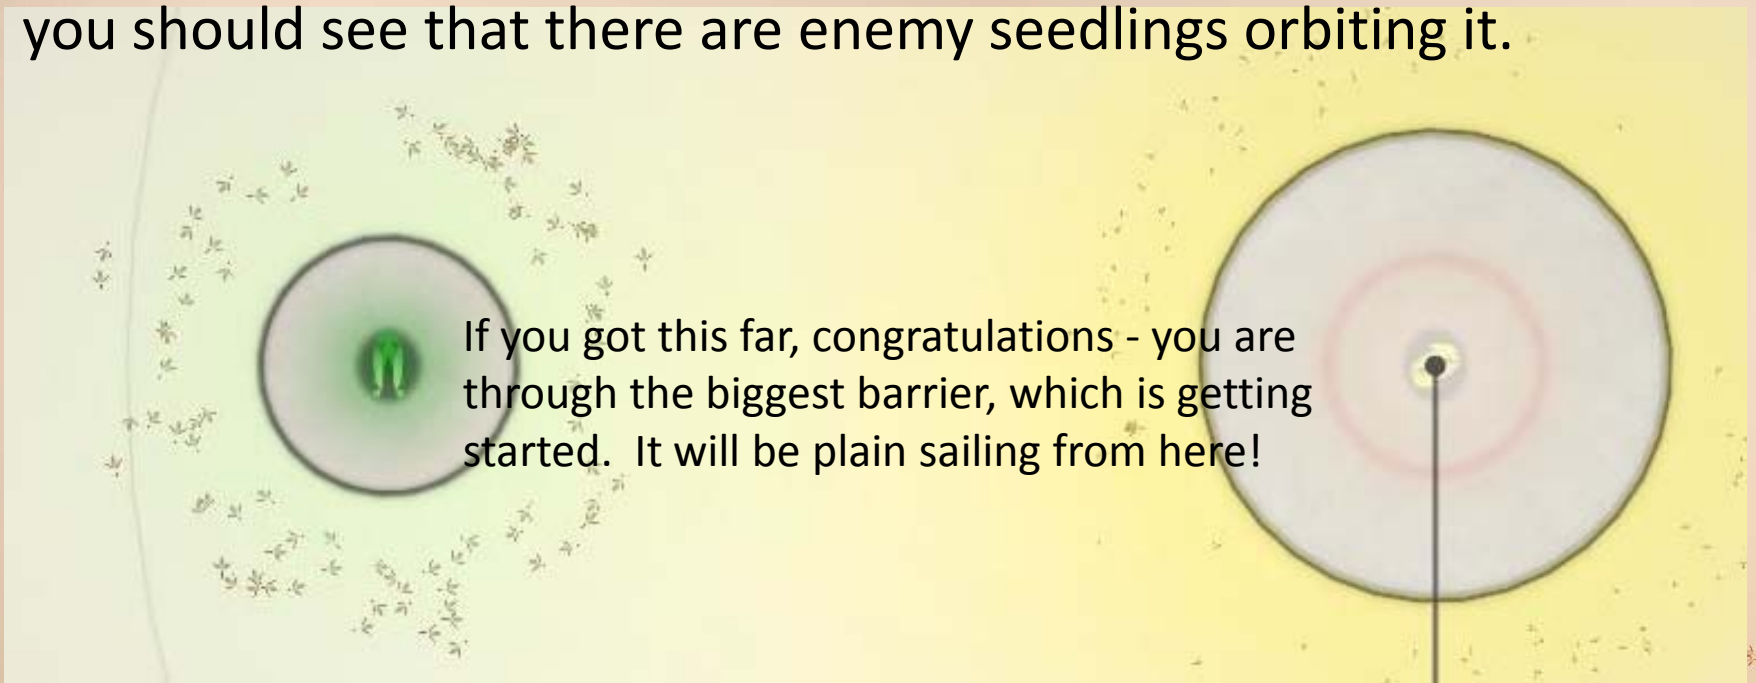 you should see that there are enemy seedlings orbiting it.
If you got this far, congratulations - you are
through the biggest barrier, which is getting
started.  It will be plain sailing from here!